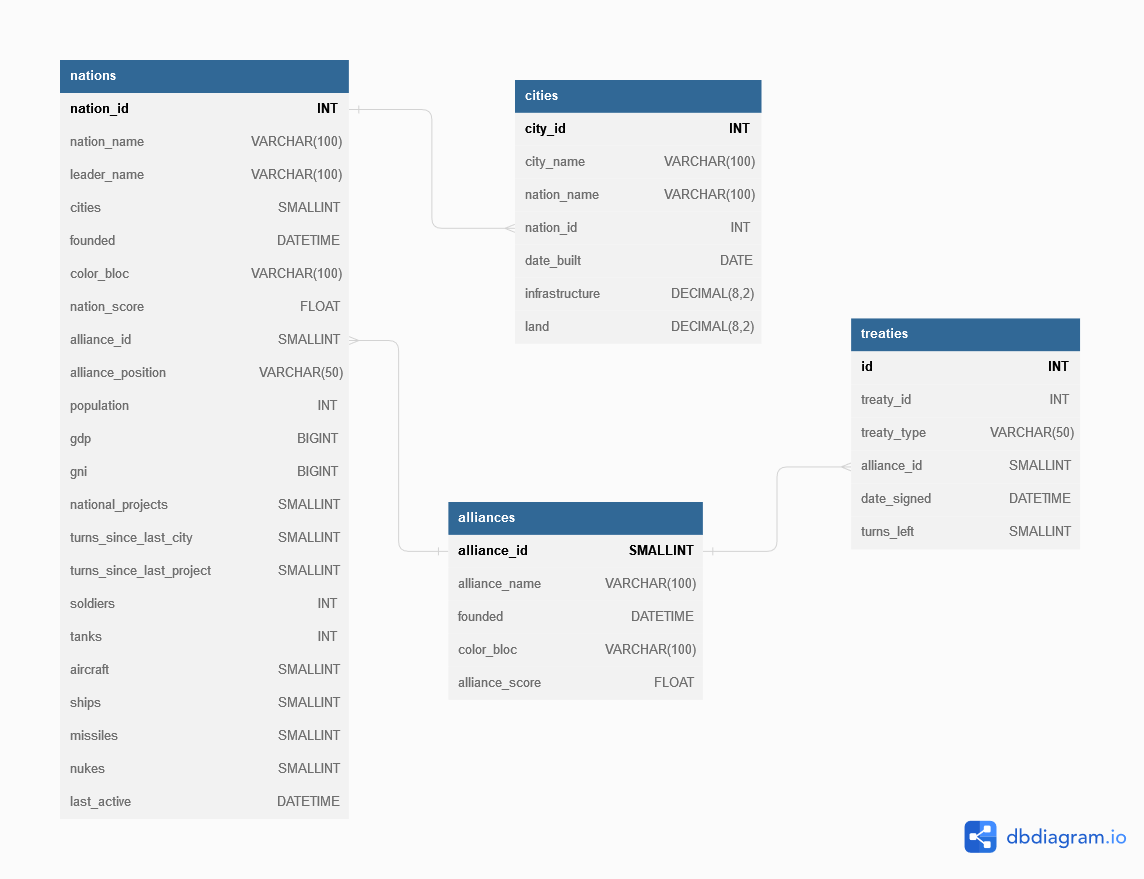 nations
nation_id INT
nation_name VARCHAR(100)
leader_name VARCHAR(100)
cities SMALLINT
founded DATETIME
color_bloc VARCHAR(100)
nation_score FLOAT
alliance_id SMALLINT
alliance_position VARCHAR(50)
population INT
gdp BIGINT
gni BIGINT
national_projects SMALLINT
turns_since_last_city SMALLINT
turns_since_last_project SMALLINT
soldiers INT
tanks INT
aircraft SMALLINT
ships SMALLINT
missiles SMALLINT
nukes SMALLINT
last_active DATETIME
cities
city_id INT
city_name VARCHAR(100)
nation_name VARCHAR(100)
nation_id INT
date_built DATE
infrastructure DECIMAL(8,2)
land DECIMAL(8,2)
alliances
alliance_id SMALLINT
alliance_name VARCHAR(100)
founded DATETIME
color_bloc VARCHAR(100)
alliance_score FLOAT
treaties
id INT
treaty_id INT
treaty_type VARCHAR(50)
alliance_id SMALLINT
date_signed DATETIME
turns_left SMALLINT
dbdiagram.io